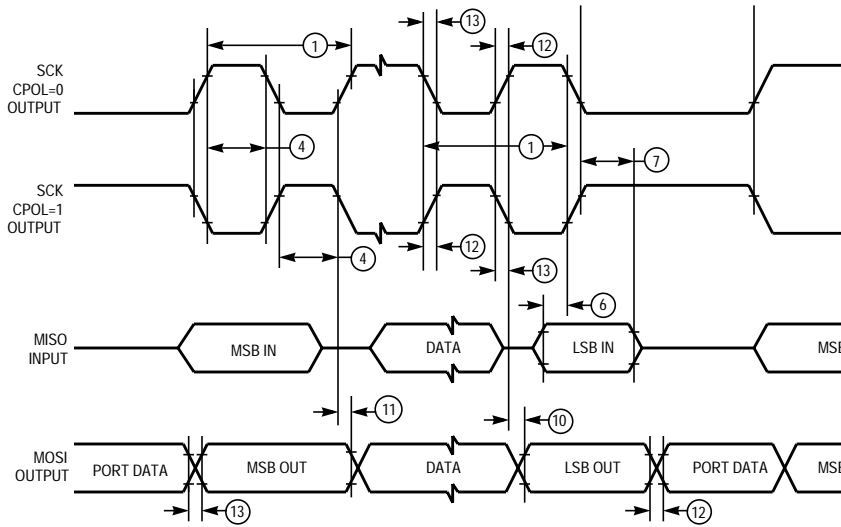 13
1
12
SCK
CPOL=0
OUTPUT
4
1
7
SCK
CPOL=1
OUTPUT
12
4
13
6
MISO
INPUT
MSB IN
DATA
LSB IN
MSB
11
10
MOSI
OUTPUT
PORT DATA
MSB OUT
DATA
LSB OUT
PORT DATA
MSB
13
12